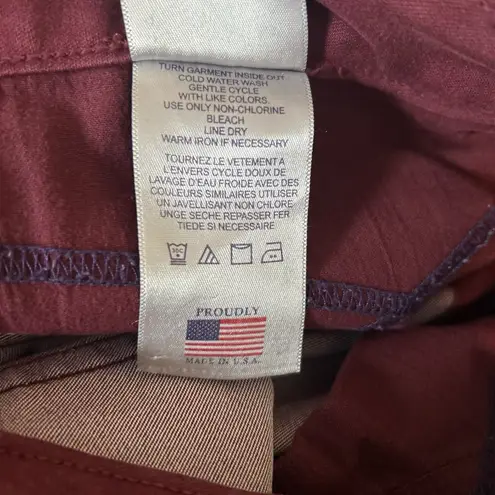 TURN GARMENT INSIDE OUT
COLD WATER WASH
GENTLE CYCLE
WITH LIKE COLORS.
USE ONLY NON-CHLORINE
BLEACH
LINE DRY
WARM IRON IF NECESSARY
TOURNEZ LE VETEMENT À
L'ENVERS CYCLE DOUX DE
LAVAGE D'EAU FROIDE AVEC DES
COULEURS SIMILAIRES UTILISER
UN JAVELLISANT NON CHLORE
UNGE SECHE REPASSER FER
TIEDE SI NECESSAIRE
30C
PROUDLY
MADE IN U.S.A.